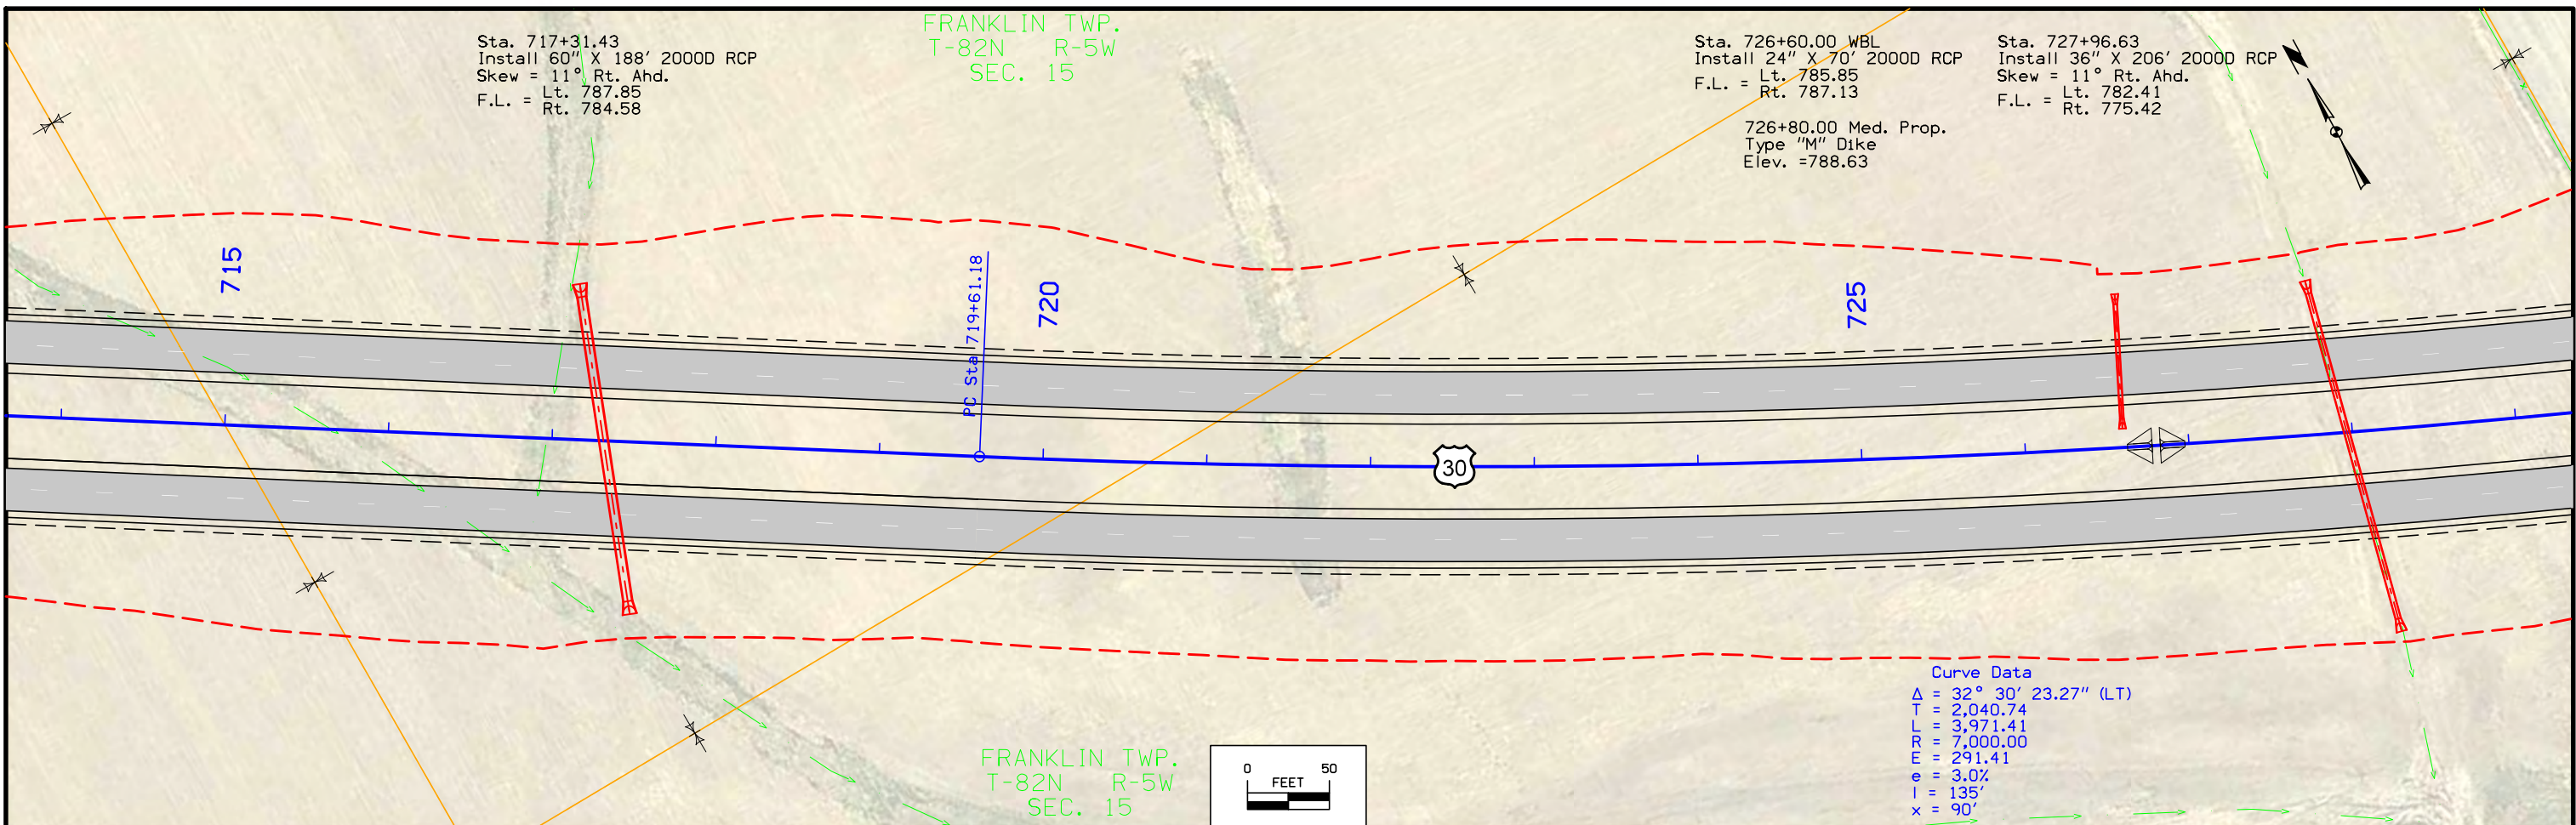 FRANKLIN TWP.
T-82N R-5W
SEC. 15
Sta. 717+31.43
Install 60" X 188' 2000D RCP
Skew = 11° Rt. Ahd.
F.L. = Lt. 787.85
Rt. 784.58
Sta. 726+60.00 WBL
Install 24" X 70' 2000D RCP
F.L. = Lt. 785.85
Rt. 787.13
726+80.00 Med. Prop.
Type "M" Dike
Elev. =788.63
Sta. 727+96.63
Install 36" X 206' 2000D RCP
Skew = 11° Rt. Ahd.
F.L. = Lt. 782.41
Rt. 775.42
715
PC Sta 719+61.18
720
725
30
Curve Data
Δ = 32° 30' 23.27" (LT)
T = 2,040.74
L = 3,971.41
R = 7,000.00
E = 291.41
e = 3.0%
l = 135'
x = 90'
FRANKLIN TWP.
T-82N R-5W
SEC. 15
0 50
FEET